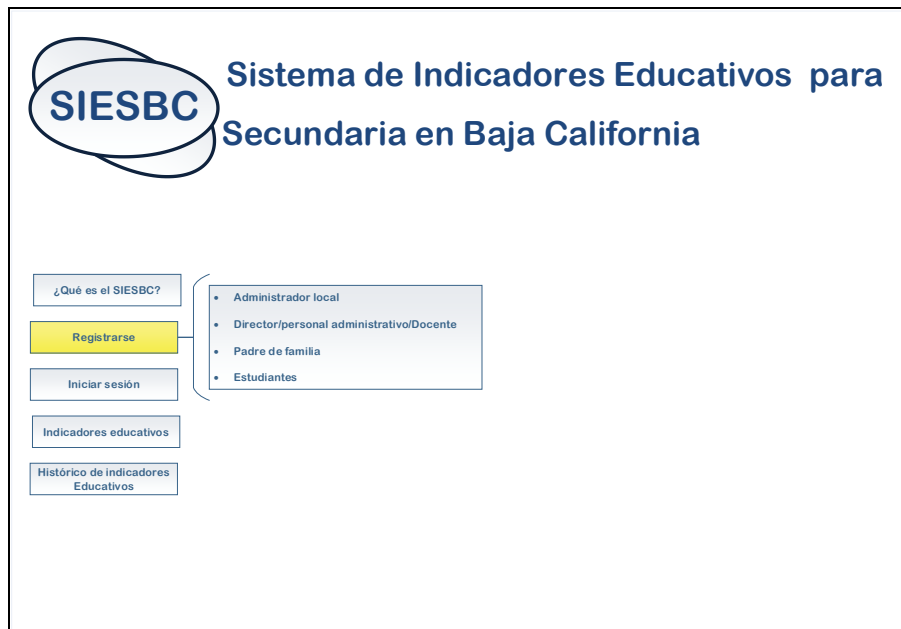 SIESBC
Sistema de Indicadores Educativos para
Secundaria en Baja California
¿Qué es el SIESBC?
Registrarse
Iniciar sesión
Indicadores educativos
Histórico de indicadores
Educativos
• Administrador local
• Director/personal administrativo/Docente
• Padre de familia
• Estudiantes